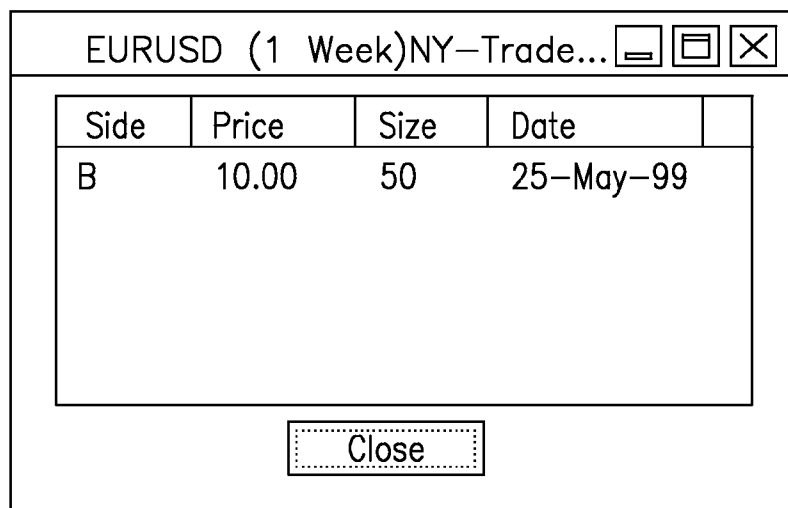 EURUSD (1 Week)NY-Trade...
Side Price Size Date
B 10.00 50 25-May-99
Close